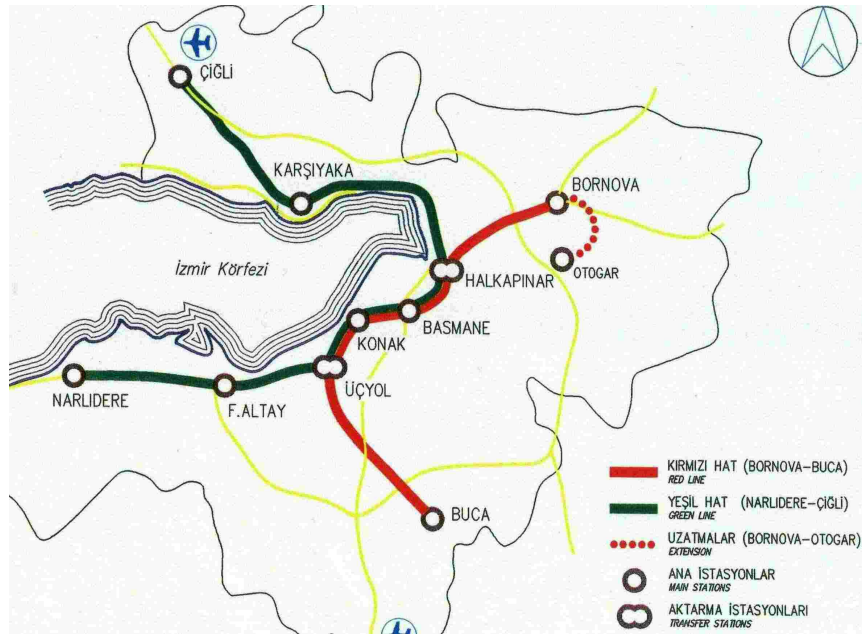 ÇİĞLİ
KARŞIYAKA
BORNOVA
İzmir Körfezi
HALKAPINAR
OTOGAR
BASMANE
KONAK
NARLIDERE
F.ALTAY
ÜÇYOL
BUCA
KIRMIZI HAT (BORNOVA-BUCA)
RED LINE
YEŞİL HAT (NARLIDERE-ÇİĞLİ)
GREEN LINE
UZATMALAR (BORNOVA-OTOGAR)
EXTENSION
ANA İSTASYONLAR
MAIN STATIONS
AKTARMA İSTASYONLARI
TRANSFER STATIONS